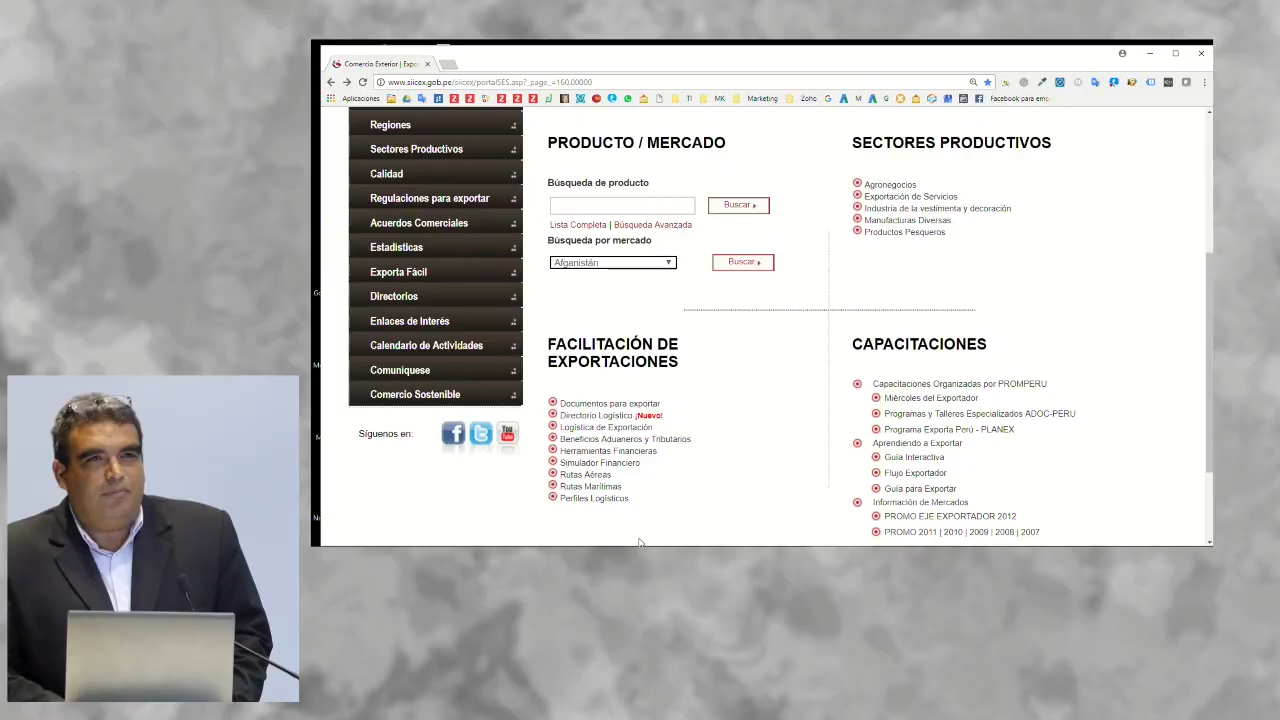 Comercio Exterior | Expo
www.siicex.gob.pe/siicex/portalSES.asp?_page_=160.00000
Aplicaciones
TI
MK
Marketing
Zoho
G
M
G
Facebook para emp
Regiones
Sectores Productivos
Calidad
Regulaciones para exportar
Acuerdos Comerciales
Estadísticas
Exporta Fácil
Directorios
Enlaces de Interés
Calendario de Actividades
Comuníquese
Comercio Sostenible
Síguenos en:
You
Tube
PRODUCTO / MERCADO
Búsqueda de producto
Buscar
Lista Completa | Búsqueda Avanzada
Búsqueda por mercado
Afganistán
Buscar
SECTORES PRODUCTIVOS
Agronegocios
Exportación de Servicios
Industria de la vestimenta y decoración
Manufacturas Diversas
Productos Pesqueros
FACILITACIÓN DE
EXPORTACIONES
Documentos para exportar
Directorio Logístico ¡Nuevo!
Logística de Exportación
Beneficios Aduaneros y Tributarios
Herramientas Financieras
Simulador Financiero
Rutas Aéreas
Rutas Marítimas
Perfiles Logísticos
CAPACITACIONES
Capacitaciones Organizadas por PROMPERU
Miércoles del Exportador
Programas y Talleres Especializados ADOC-PERU
Programa Exporta Perú - PLANEX
Aprendiendo a Exportar
Guía Interactiva
Flujo Exportador
Guía para Exportar
Información de Mercados
PROMO EJE EXPORTADOR 2012
PROMO 2011 | 2010 | 2009 | 2008 | 2007